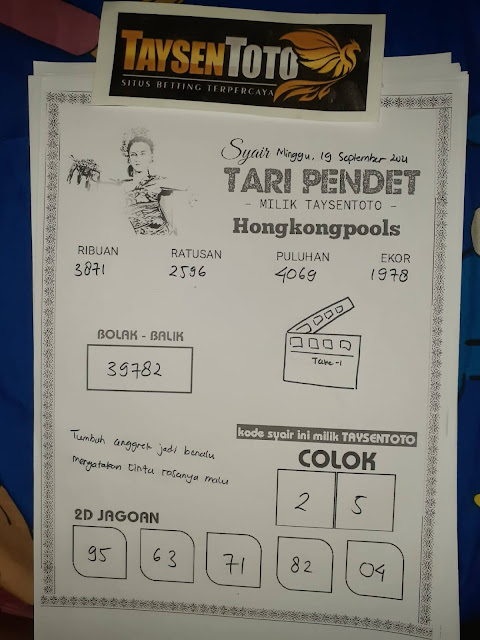 TAYSENTOTO
SITUS BETTING TERPERCAYA
Syair Minggu, 19 September 2021
TARI PENDET
- MILIK TAYSENTOTO -
Hongkongpools
RIBUAN RATUSAN PULUHAN EKOR
3871 2596 4069 1978
BOLAK - BALIK
39782
Take-1
Tumbuh anggrek jadi benalu
Mengatakan cinta rasanya malu
kode syair ini milik TAYSENTOTO
COLOK
2 5
2D JAGOAN
95 63 71 82 04